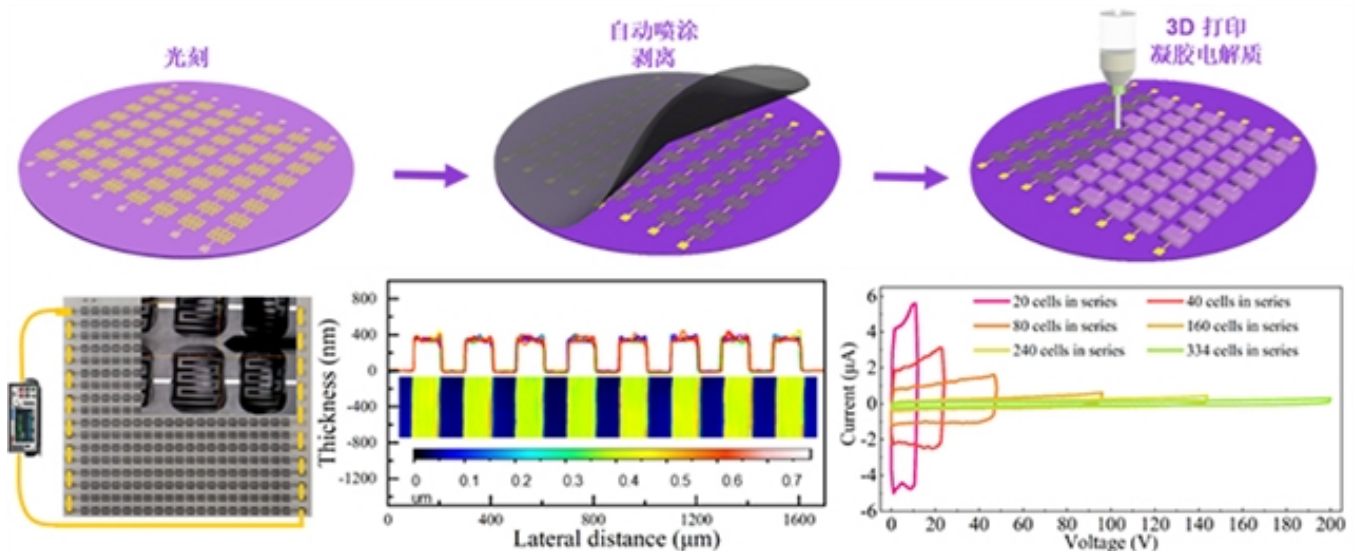 光刻
自动喷涂
剥离
3D 打印
凝胶电解质
Thickness (nm)
800
400
0
-400
-800
-1200
0
0.1
0.2
0.3
0.4
0.5
0.6
0.7
um
0
400
800
1200
1600
Lateral distance (μm)
Current (μA)
6
4
2
0
-2
-4
-6
20 cells in series
40 cells in series
80 cells in series
160 cells in series
240 cells in series
334 cells in series
0
20
40
60
80
100
120
140
160
180
200
Voltage (V)